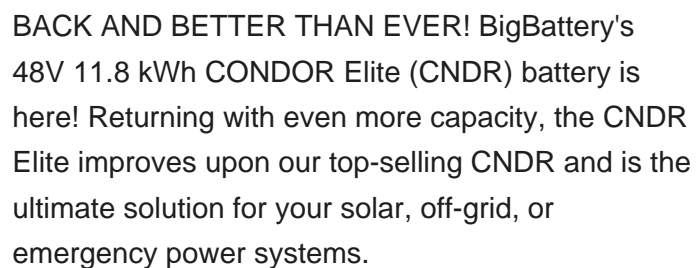 BACK AND BETTER THAN EVER! BigBattery's
48V 11.8 kWh CONDOR Elite (CNDR) battery is
here! Returning with even more capacity, the CNDR
Elite improves upon our top-selling CNDR and is the
ultimate solution for your solar, off-grid, or
emergency power systems.